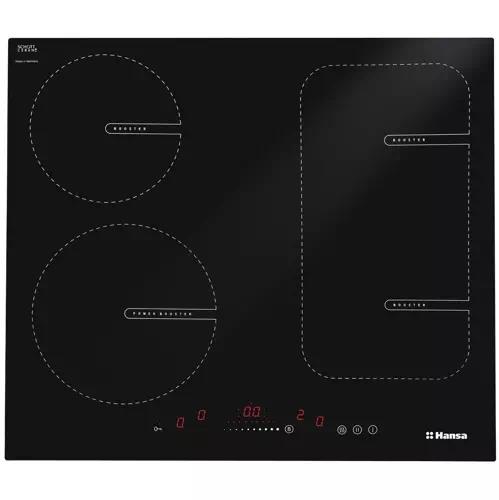 SCHOTT
CERAN®
BOOSTER
BOOSTER
POWER BOOSTER
BOOSTER
0 0 00 2 0
B
Hansa